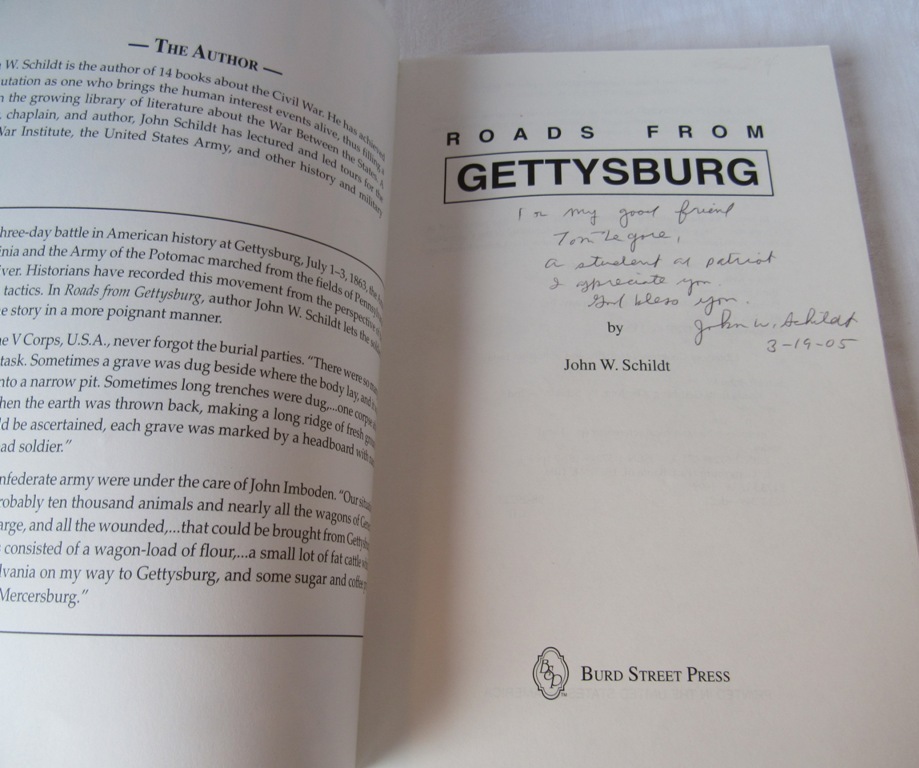 — THE AUTHOR —
W. Schildt is the author of 14 books about the Civil War. He has achieved
utation as one who brings the human interest events alive, thus filling a
n the growing library of literature about the War Between the States. A
, chaplain, and author, John Schildt has lectured and led tours for the
War Institute, the United States Army, and other history and military
hree-day battle in American history at Gettysburg, July 1–3, 1863, the
inia and the Army of the Potomac marched from the fields of
iver. Historians have recorded this movement from the perspective
tactics. In Roads from Gettysburg, author John W. Schildt lets the
e story in a more poignant manner.
e V Corps, U.S.A., never forgot the burial parties. "There were so
task. Sometimes a grave was dug beside where the body lay, and
nto a narrow pit. Sometimes long trenches were dug,...one corpse
hen the earth was thrown back, making a long ridge of fresh
ld be ascertained, each grave was marked by a headboard with
ad soldier."
nfederate army were under the care of John Imboden. "Our
robably ten thousand animals and nearly all the wagons of
arge, and all the wounded,...that could be brought from
s consisted of a wagon-load of flour,...a small lot of fat cattle
lvania on my way to Gettysburg, and some sugar and coffee
Mercersburg."
ROADS FROM
GETTYSBURG
To my good friend
Tom Legore,
a student a patriot
I apreciate you.
God bless you.
by
John W. Schildt
3-19-05
John W. Schildt
BSP
BURD STREET PRESS